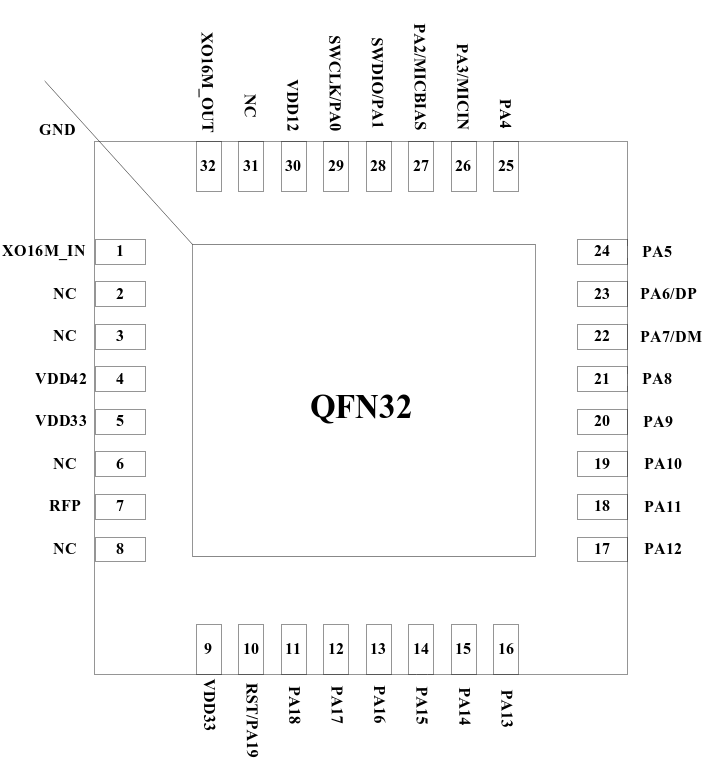 XO16M_OUT
NC
VDD12
SWCLK/PA0
SWDIO/PA1
PA2/MICBIAS
PA3/MICIN
PA4
GND
32
31
30
29
28
27
26
25
XO16M_IN 1
24 PA5
NC 2
23 PA6/DP
NC 3
22 PA7/DM
VDD42 4
21 PA8
QFN32
VDD33 5
20 PA9
NC 6
19 PA10
RFP 7
18 PA11
NC 8
17 PA12
9
10
11
12
13
14
15
16
VDD33
RST/PA19
PA18
PA17
PA16
PA15
PA14
PA13